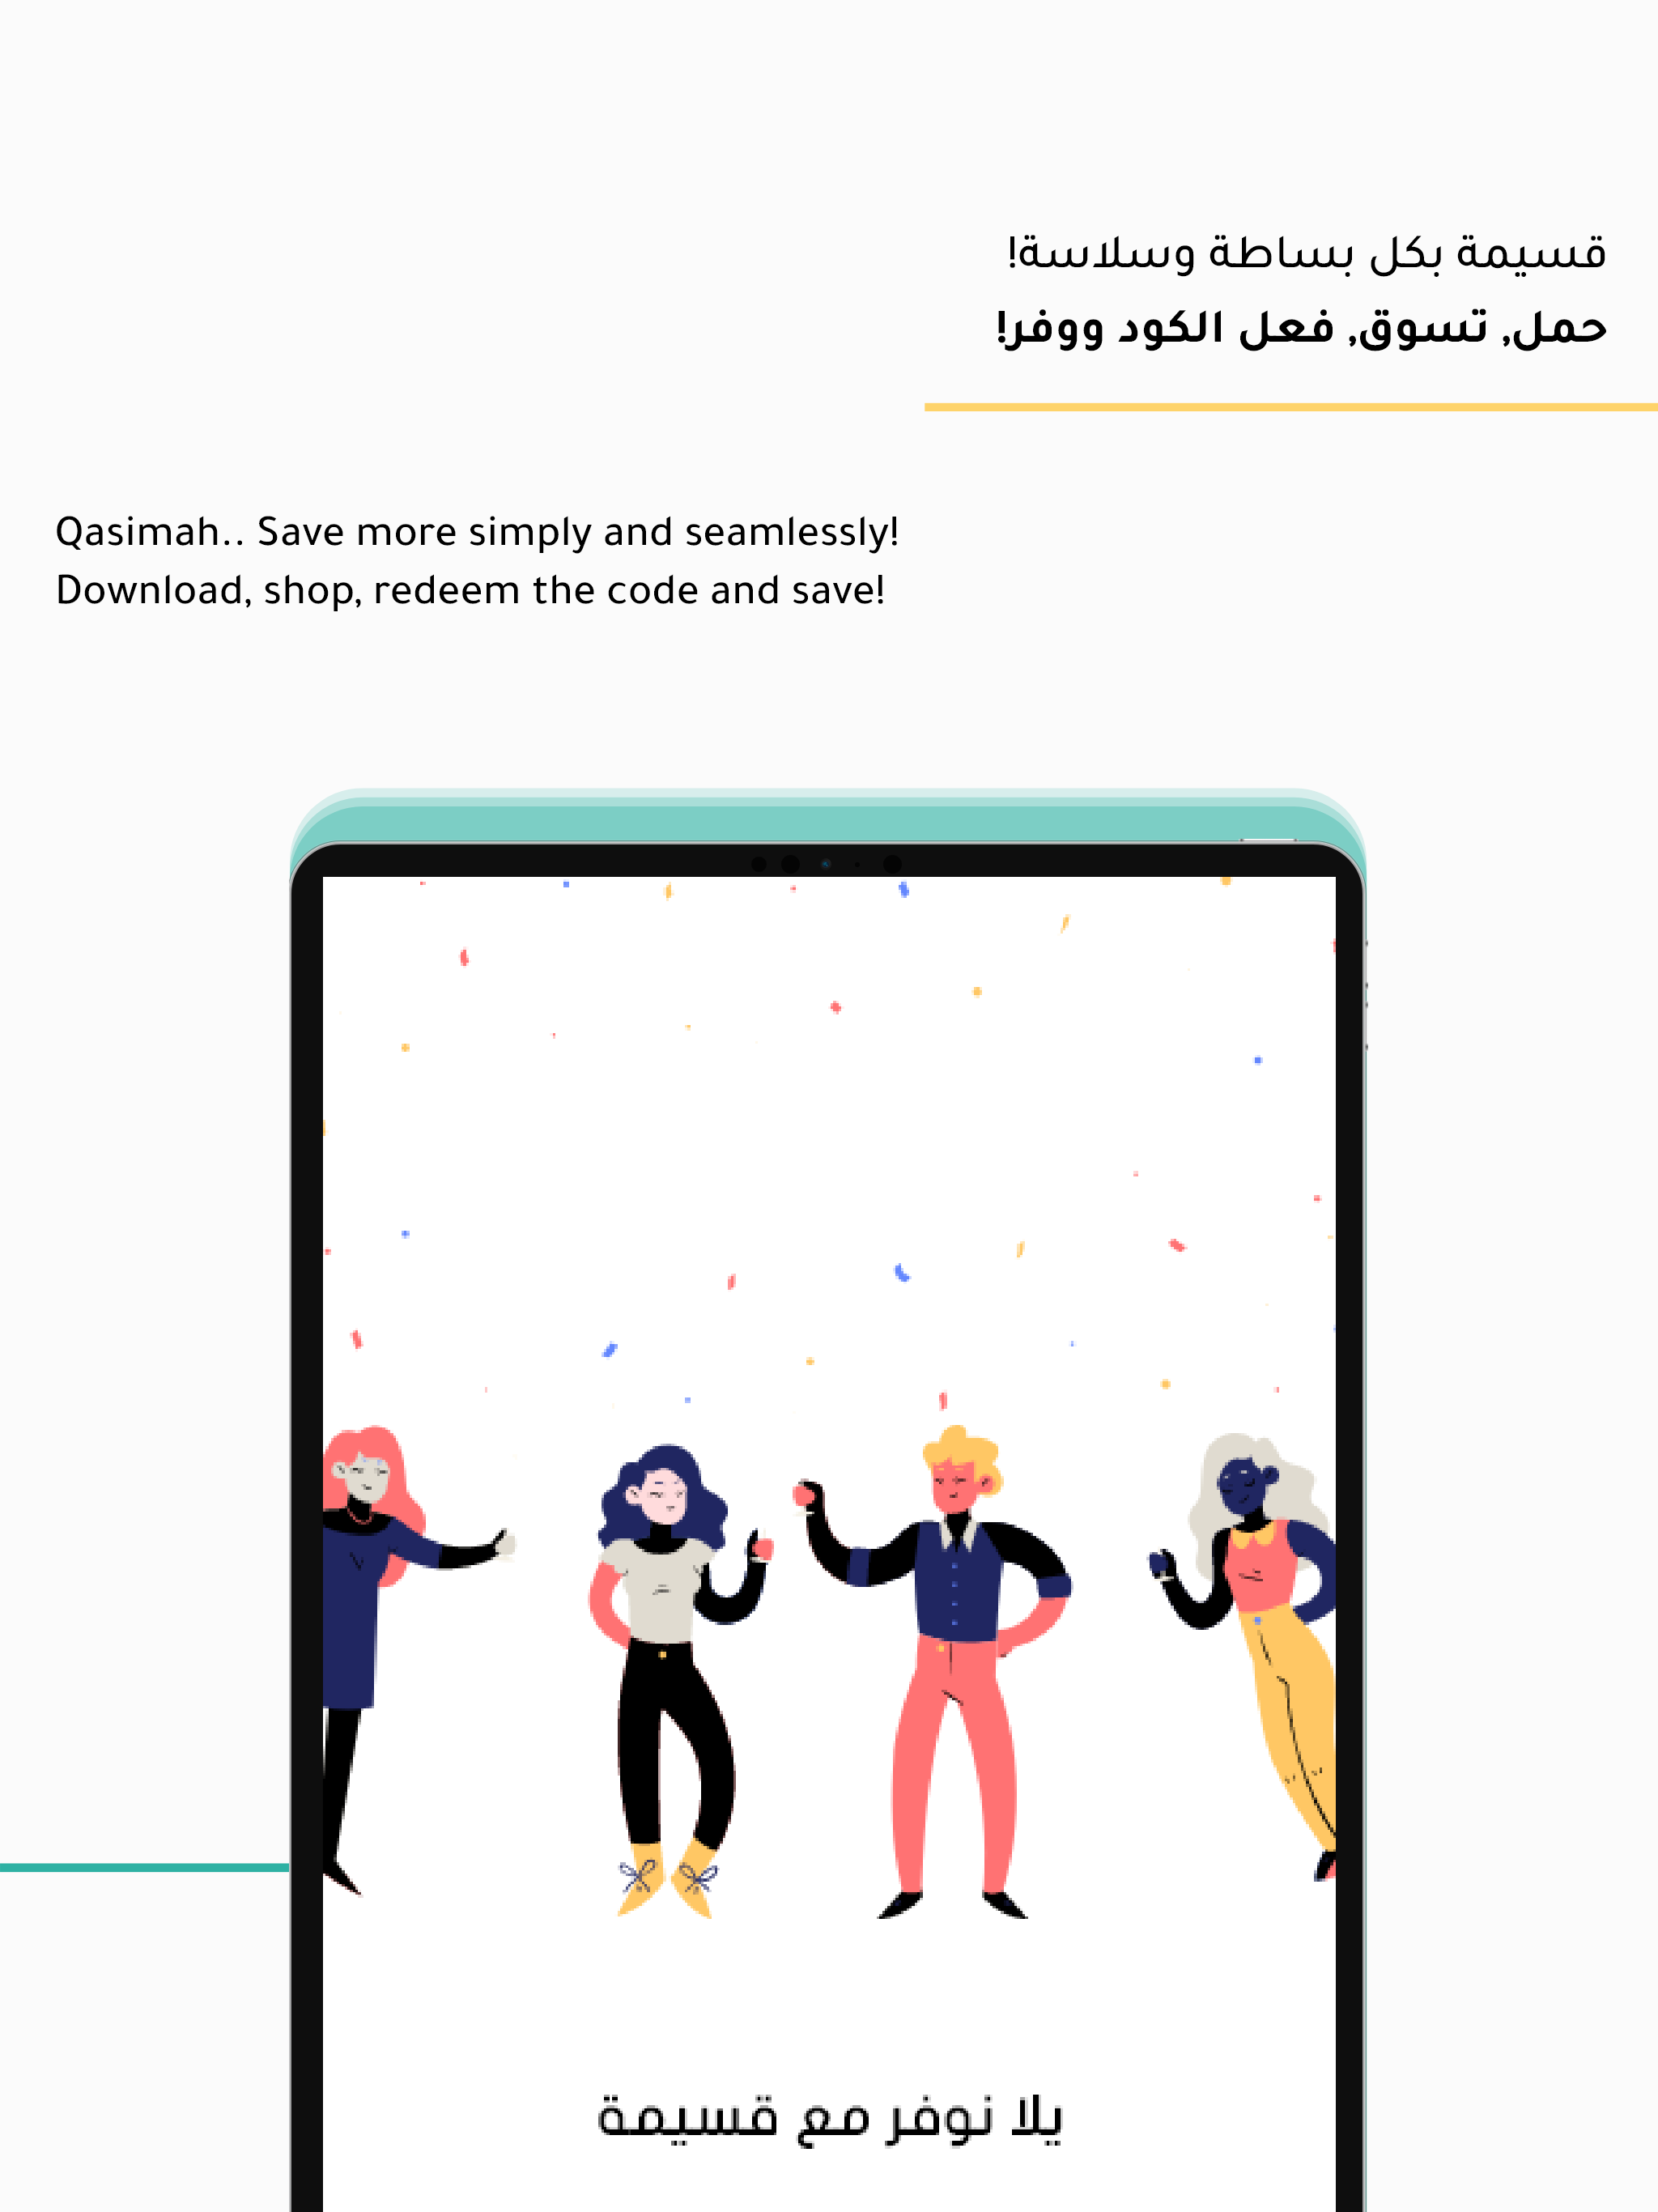 قسيمة بكل بساطة وسلاسة!
حمل, تسوق, فعل الكود ووفر!
Qasimah.. Save more simply and seamlessly!
Download, shop, redeem the code and save!
يلا نوفر مع قسيمة